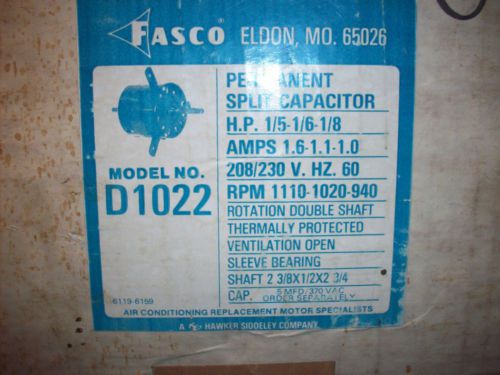 FASCO ELDON, MO. 65026
PERMANENT
SPLIT CAPACITOR
H.P. 1/5-1/6-1/8
AMPS 1.6-1.1-1.0
208/230 V. HZ. 60
RPM 1110-1020-940
ROTATION DOUBLE SHAFT
THERMALLY PROTECTED
VENTILATION OPEN
SLEEVE BEARING
SHAFT 2 3/8X1/2X2 3/4
CAP. 5 MFD/370 VAC
ORDER SEPARATELY
MODEL NO.
D1022
6119-6159
AIR CONDITIONING REPLACEMENT MOTOR SPECIALISTS
A HAWKER SIDDELEY COMPANY